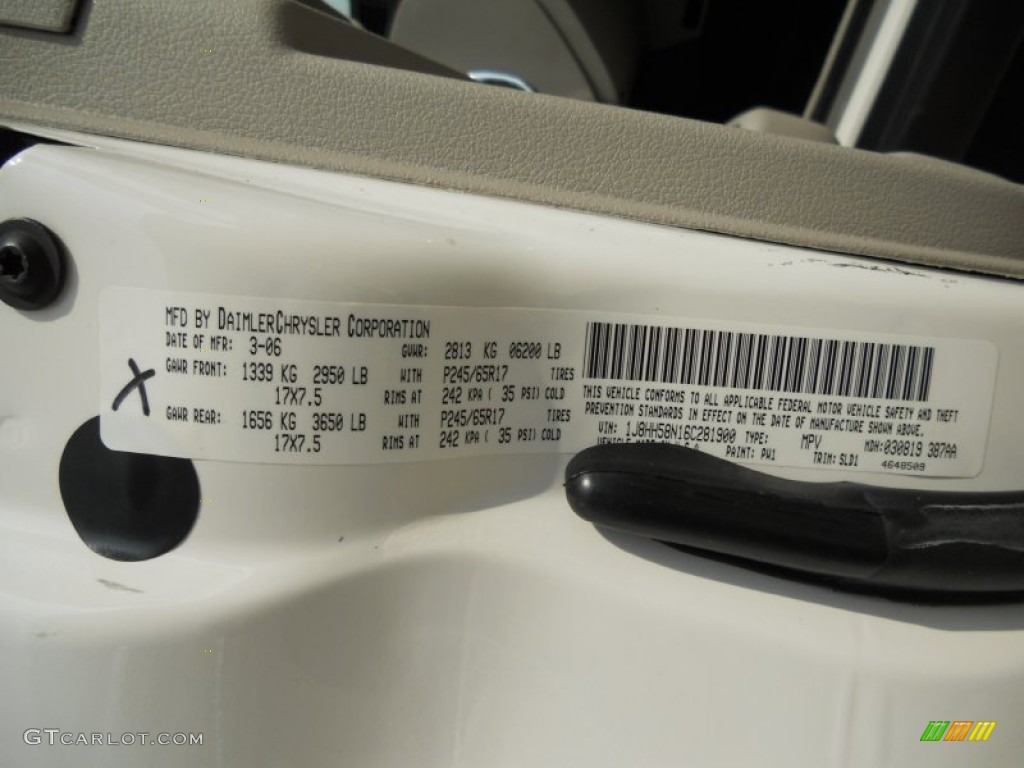 MFD BY DAIMLERCHRYSLER CORPORATION
DATE OF MFR: 3-06 GVWR: 2813 KG 06200 LB
GAWR FRONT: 1339 KG 2950 LB WITH P245/65R17 TIRES
17X7.5 RIMS AT 242 KPA ( 35 PSI) COLD
GAWR REAR: 1656 KG 3650 LB WITH P245/65R17 TIRES
17X7.5 RIMS AT 242 KPA ( 35 PSI) COLD
X
THIS VEHICLE CONFORMS TO ALL APPLICABLE FEDERAL MOTOR VEHICLE SAFETY AND THEFT
PREVENTION STANDARDS IN EFFECT ON THE DATE OF MANUFACTURE SHOWN ABOVE.
VIN: 1J8HH58N16C281900 TYPE: MPV MDH: 030819 387AA
VEHICLE MADE IN PAINT: PW1 TRIM: SLD1 4648509
GTCARLOT.COM